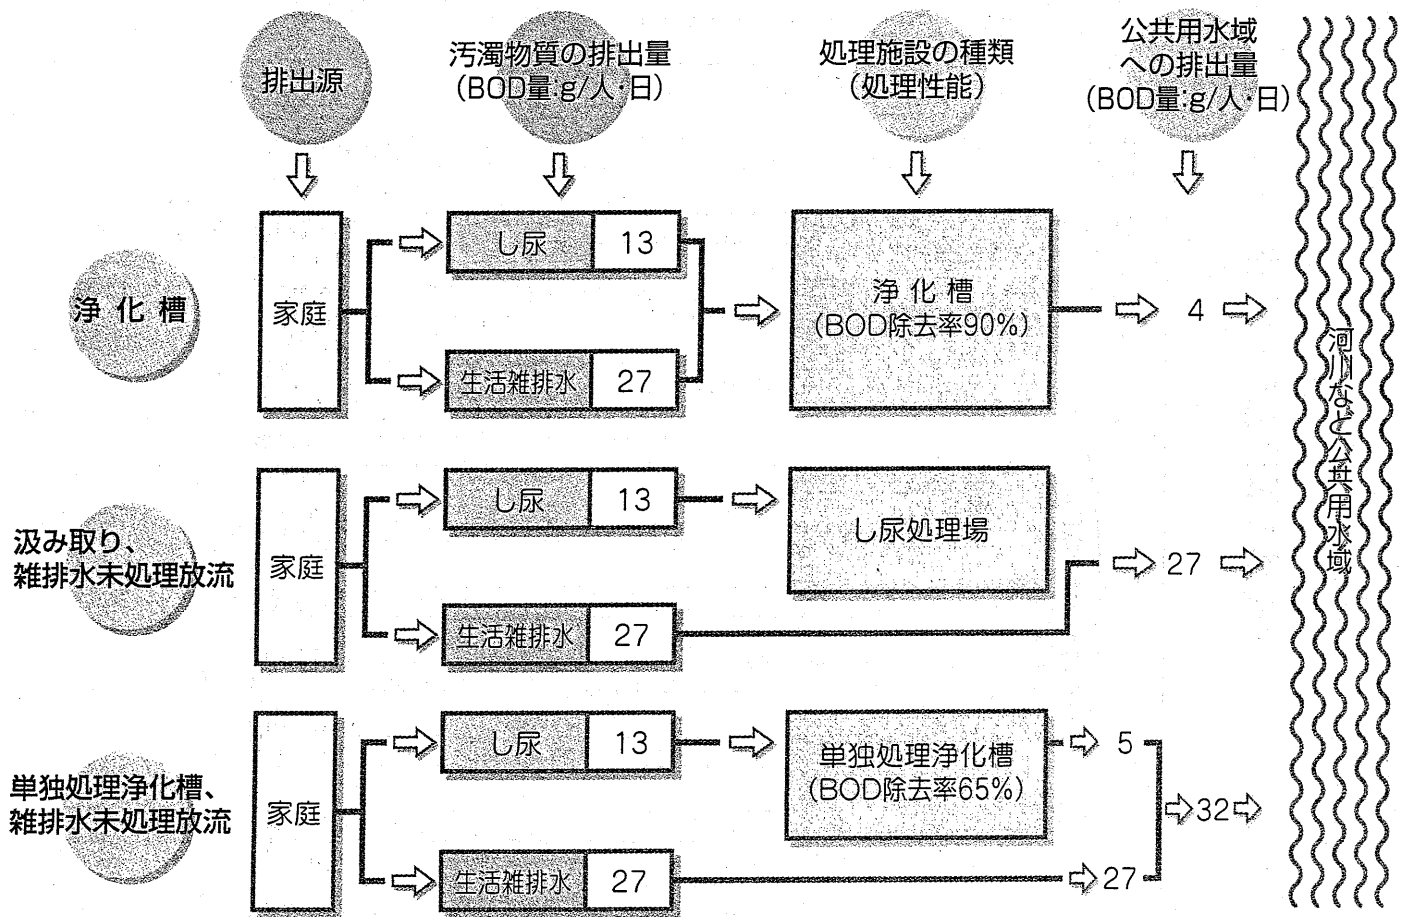 排出源
汚濁物質の排出量
(BOD量:g/人·日)
処理施設の種類
(処理性能)
公共用水域
への排出量
(BOD量:g/人·日)
浄化槽
家庭
し尿 13
生活雑排水 27
浄化槽
(BOD除去率90%)
4
汲み取り、
雑排水未処理放流
家庭
し尿 13
生活雑排水 27
し尿処理場
27
単独処理浄化槽、
雑排水未処理放流
家庭
し尿 13
生活雑排水 27
単独処理浄化槽
(BOD除去率65%)
5
27
32
河川など公共用水域